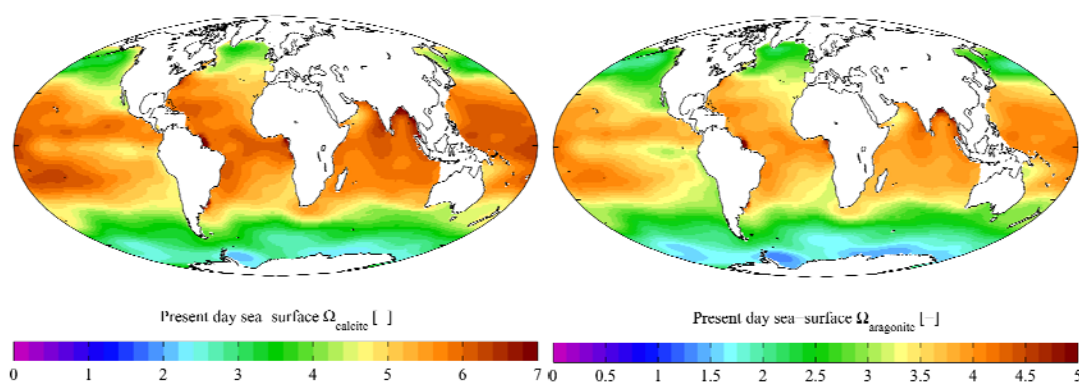 Present day sea surface Ωcalcite [ ]
0 1 2 3 4 5 6 7
Present day sea−surface Ωaragonite [−]
0 0.5 1 1.5 2 2.5 3 3.5 4 4.5 5